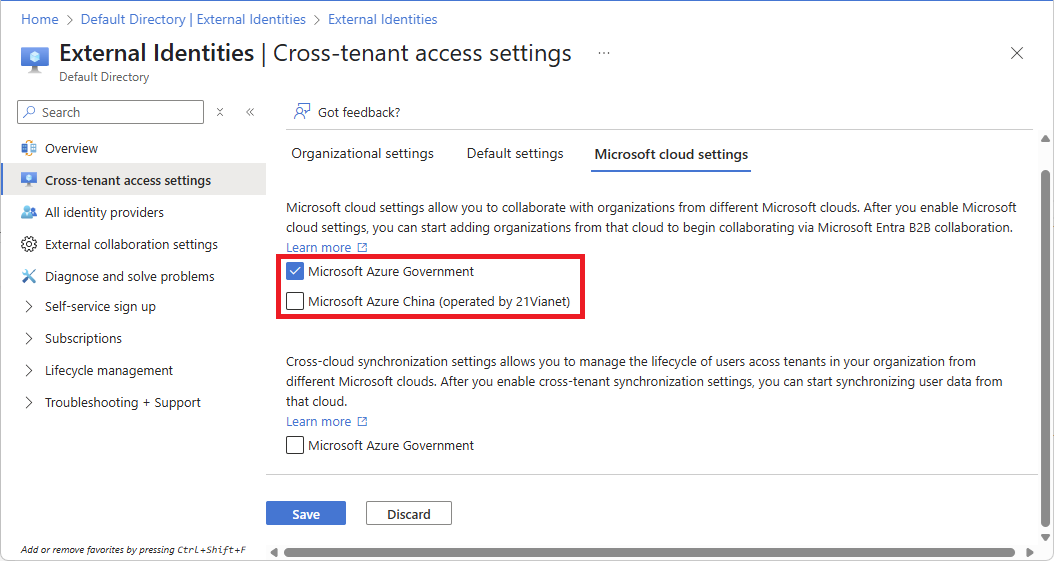 Home > Default Directory | External Identities > External Identities
External Identities | Cross-tenant access settings ...
Default Directory
Search
Got feedback?
Overview
Cross-tenant access settings
All identity providers
External collaboration settings
Diagnose and solve problems
Self-service sign up
Subscriptions
Lifecycle management
Troubleshooting + Support
Organizational settings Default settings Microsoft cloud settings
Microsoft cloud settings allow you to collaborate with organizations from different Microsoft clouds. After you enable Microsoft
cloud settings, you can start adding organizations from that cloud to begin collaborating via Microsoft Entra B2B collaboration.
Learn more
Microsoft Azure Government
Microsoft Azure China (operated by 21Vianet)
Cross-cloud synchronization settings allows you to manage the lifecycle of users acoss tenants in your organization from
different Microsoft clouds. After you enable cross-tenant synchronization settings, you can start synchronizing user data from
that cloud.
Learn more
Microsoft Azure Government
Save Discard
Add or remove favorites by pressing Ctrl+Shift+F